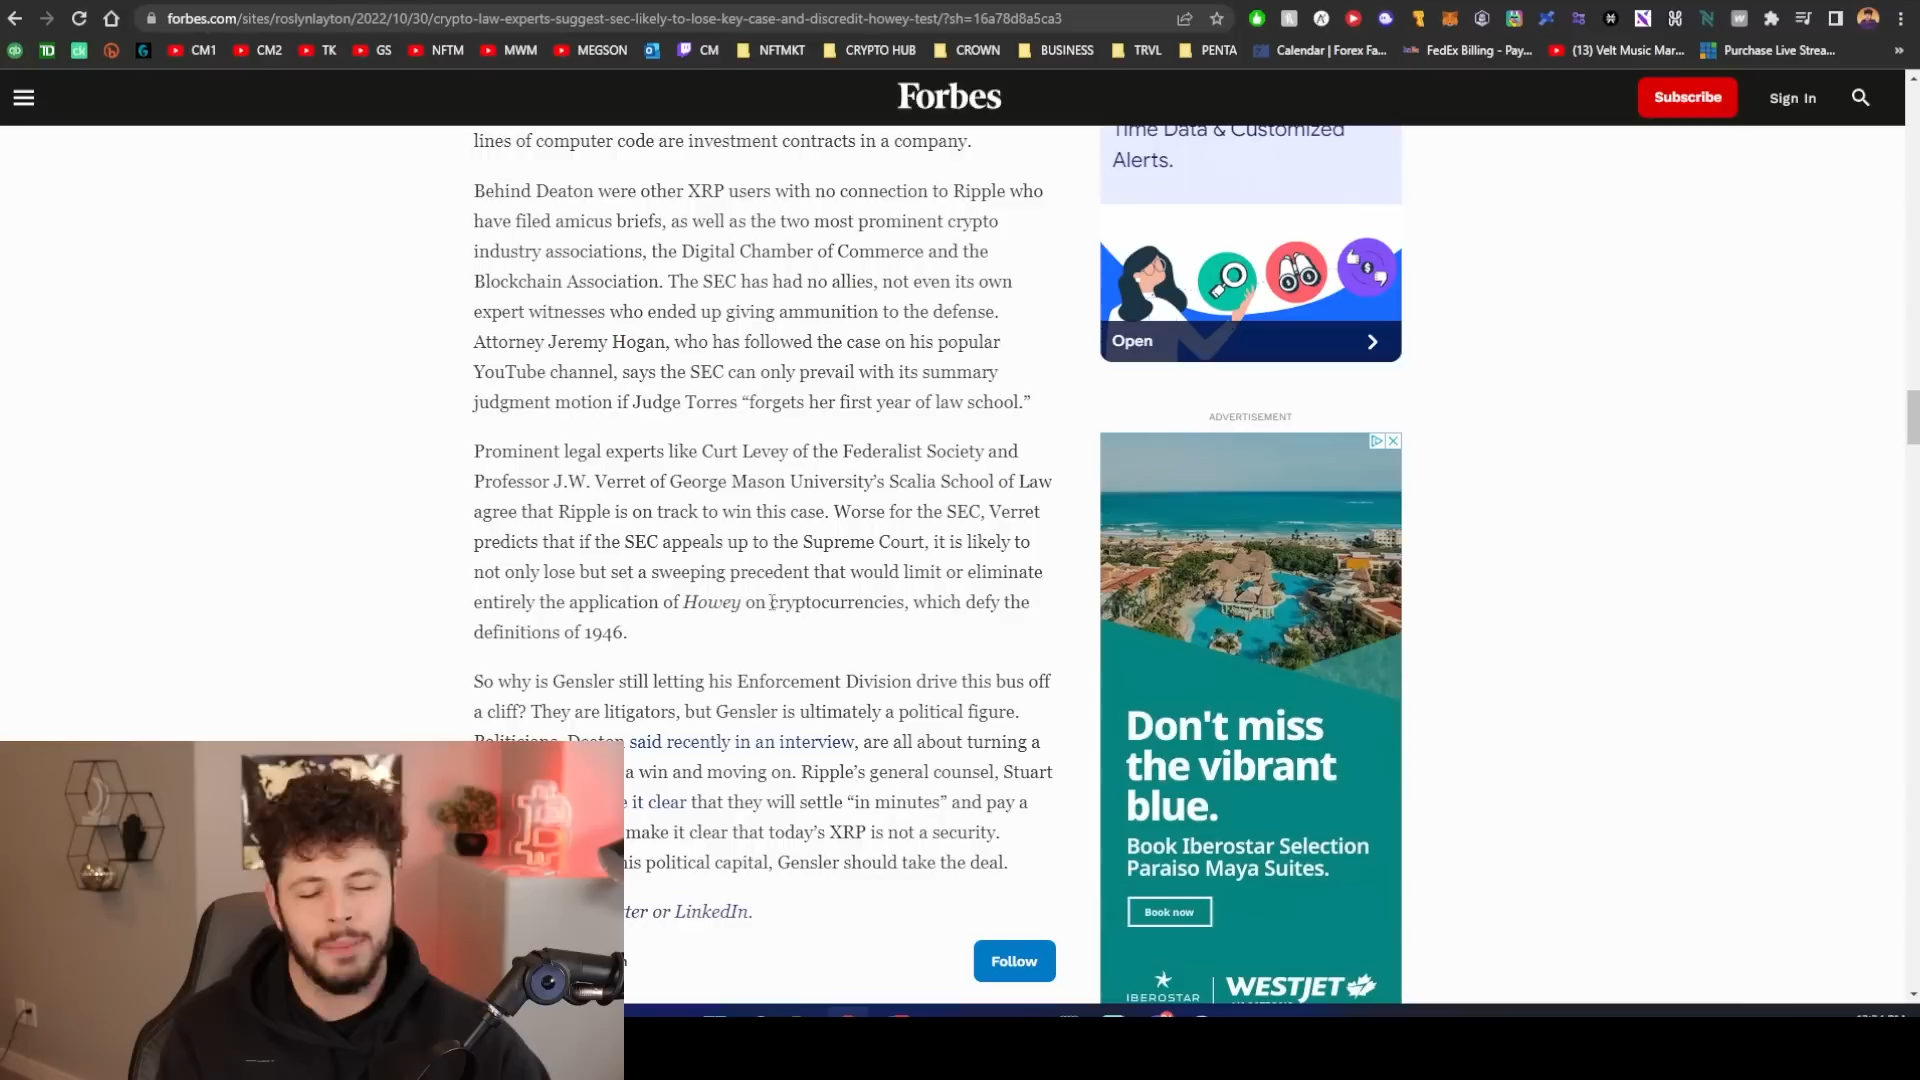 forbes.com/sites/roslynlayton/2022/10/30/crypto-law-experts-suggest-sec-likely-to-lose-key-case-and-discredit-howey-test/?sh=16a78d8a5ca3
CM1 CM2 TK GS NFTM MWM MEGSON CM NFTMKT CRYPTO HUB CROWN BUSINESS TRVL PENTA Calendar | Forex Fa... FedEx Billing - Pay... (13) Velt Music Mar... Purchase Live Strea...
Forbes
Subscribe
Sign In
lines of computer code are investment contracts in a company.
Behind Deaton were other XRP users with no connection to Ripple who
have filed amicus briefs, as well as the two most prominent crypto
industry associations, the Digital Chamber of Commerce and the
Blockchain Association. The SEC has had no allies, not even its own
expert witnesses who ended up giving ammunition to the defense.
Attorney Jeremy Hogan, who has followed the case on his popular
YouTube channel, says the SEC can only prevail with its summary
judgment motion if Judge Torres “forgets her first year of law school.”
Prominent legal experts like Curt Levey of the Federalist Society and
Professor J.W. Verret of George Mason University’s Scalia School of Law
agree that Ripple is on track to win this case. Worse for the SEC, Verret
predicts that if the SEC appeals up to the Supreme Court, it is likely to
not only lose but set a sweeping precedent that would limit or eliminate
entirely the application of Howey on cryptocurrencies, which defy the
definitions of 1946.
So why is Gensler still letting his Enforcement Division drive this bus off
a cliff? They are litigators, but Gensler is ultimately a political figure.
Politicians, Deaton said recently in an interview, are all about turning a
a win and moving on. Ripple’s general counsel, Stuart
it clear that they will settle “in minutes” and pay a
make it clear that today’s XRP is not a security.
his political capital, Gensler should take the deal.
or LinkedIn.
Follow
Time Data & Customized
Alerts.
Open
ADVERTISEMENT
Don't miss
the vibrant
blue.
Book Iberostar Selection
Paraiso Maya Suites.
Book now
IBEROSTAR
WESTJET